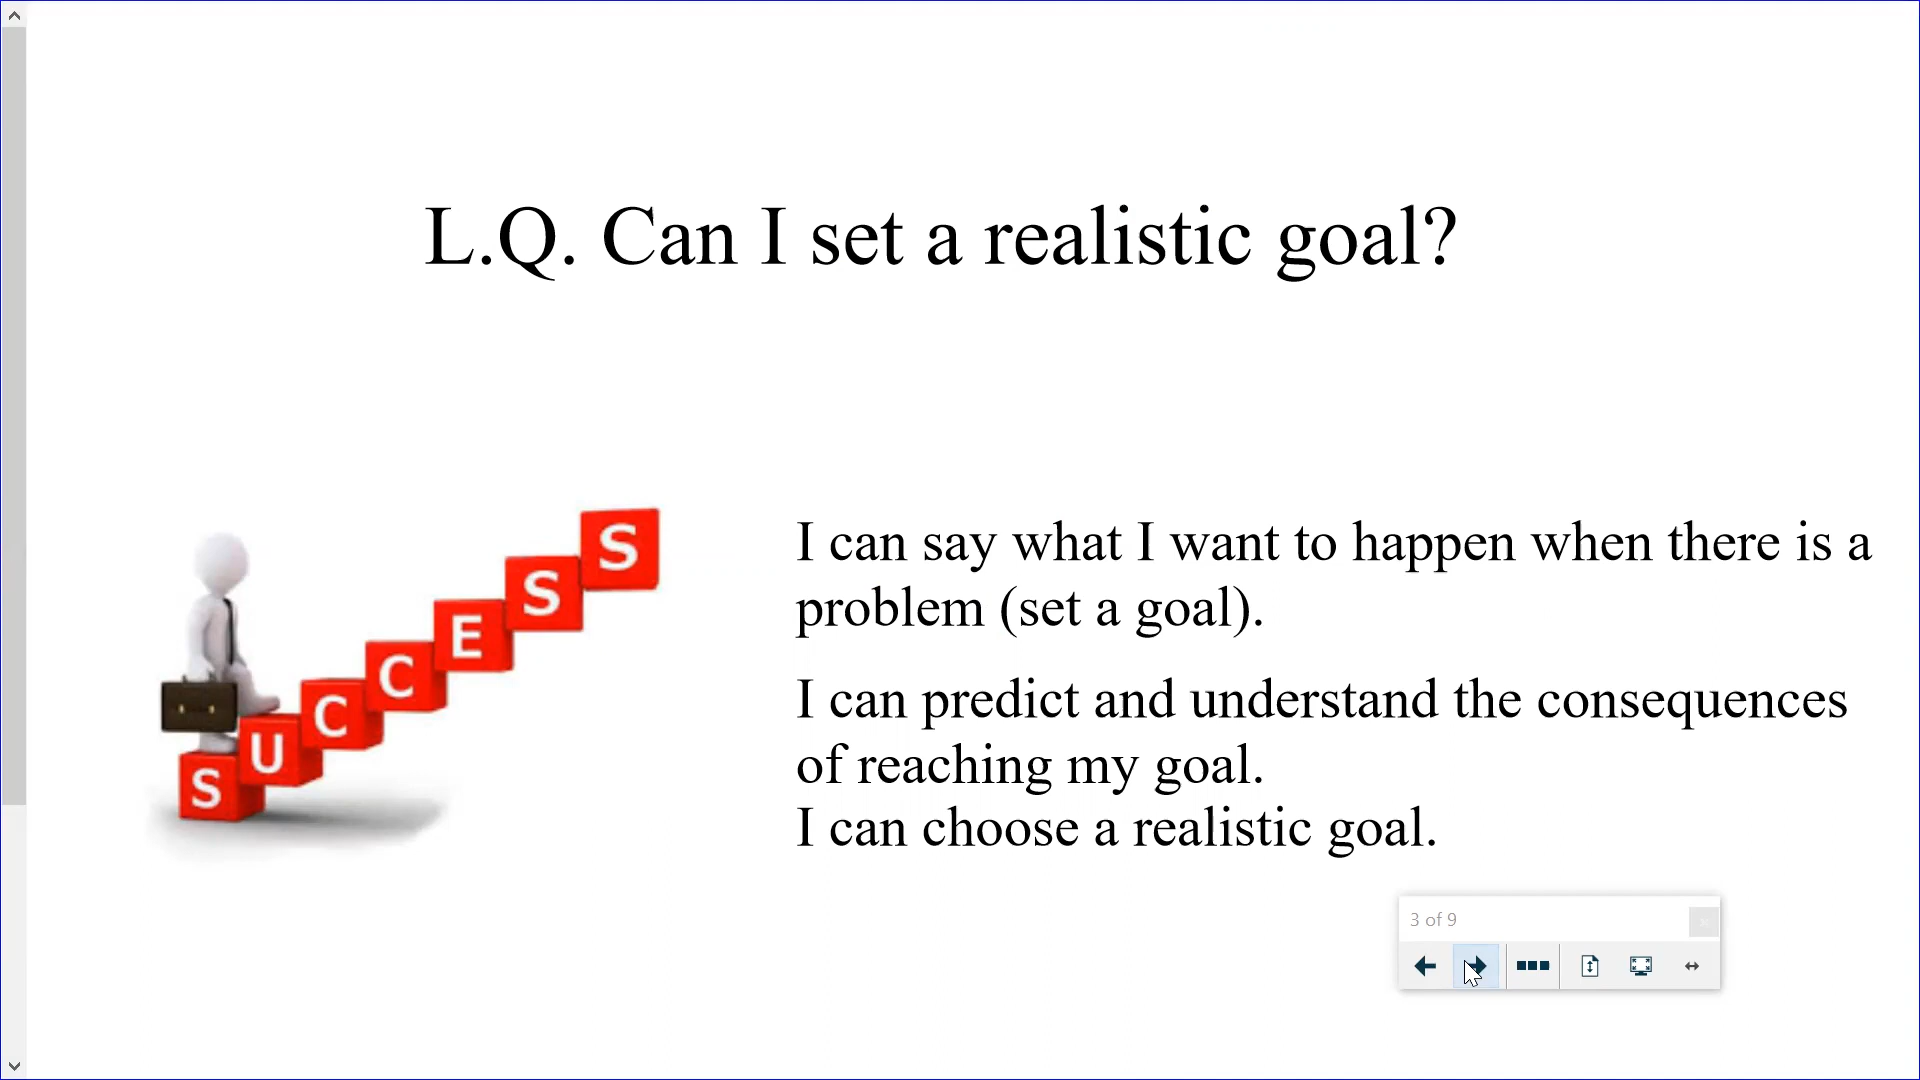 L.Q. Can I set a realistic goal?
SUCCESS
I can say what I want to happen when there is a
problem (set a goal).
I can predict and understand the consequences
of reaching my goal.
I can choose a realistic goal.
3 of 9